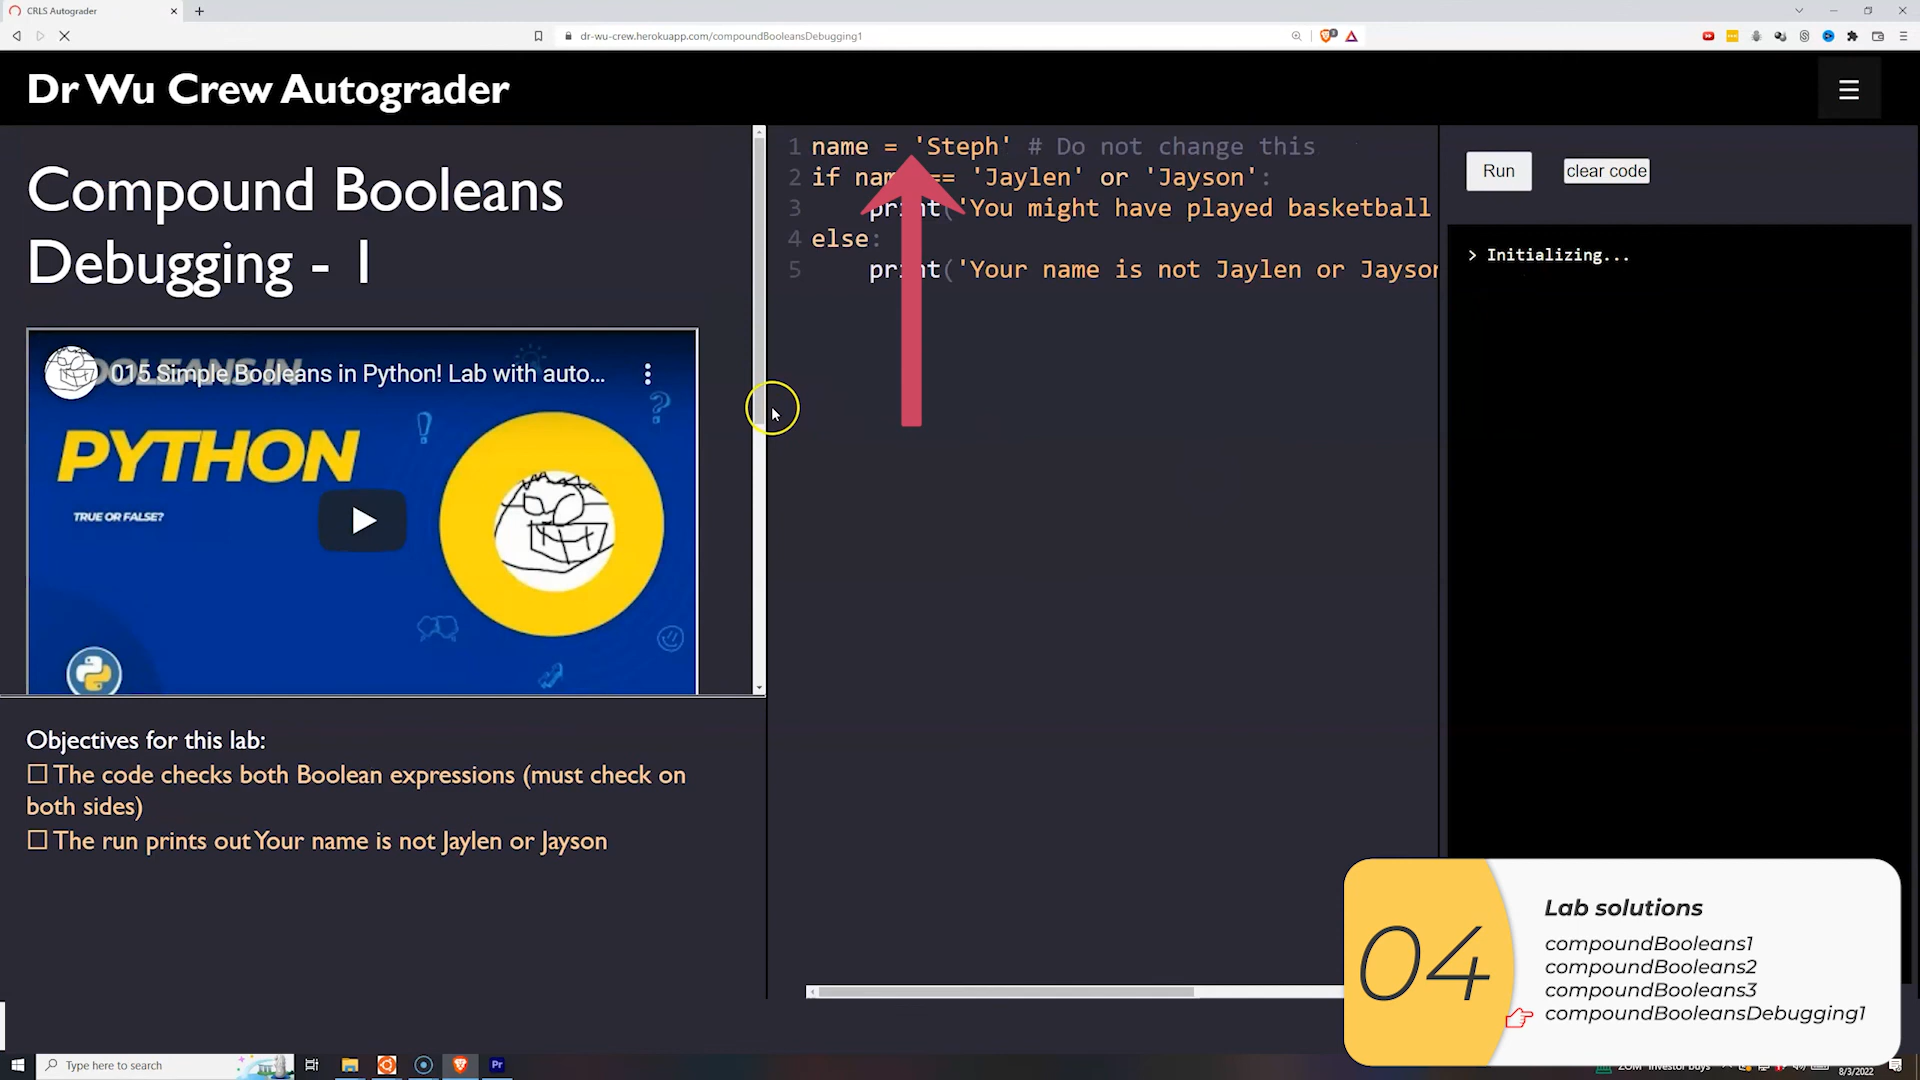 CRLS Autograder
dr-wu-crew.herokuapp.com/compoundBooleansDebugging1
Dr Wu Crew Autograder
Compound Booleans
Debugging - 1
015 Simple Booleans in Python! Lab with auto...
PYTHON
TRUE OR FALSE?
Objectives for this lab:
The code checks both Boolean expressions (must check on
both sides)
The run prints out Your name is not Jaylen or Jayson
1 name = 'Steph' # Do not change this
2 if == 'Jaylen' or 'Jayson':
3 print('You might have played basketball
4 else:
5 print('Your name is not Jaylen or Jayson
Run
clear code
> Initializing...
04
Lab solutions
compoundBooleans1
compoundBooleans2
compoundBooleans3
compoundBooleansDebugging1
Type here to search
Pr
8/3/2022